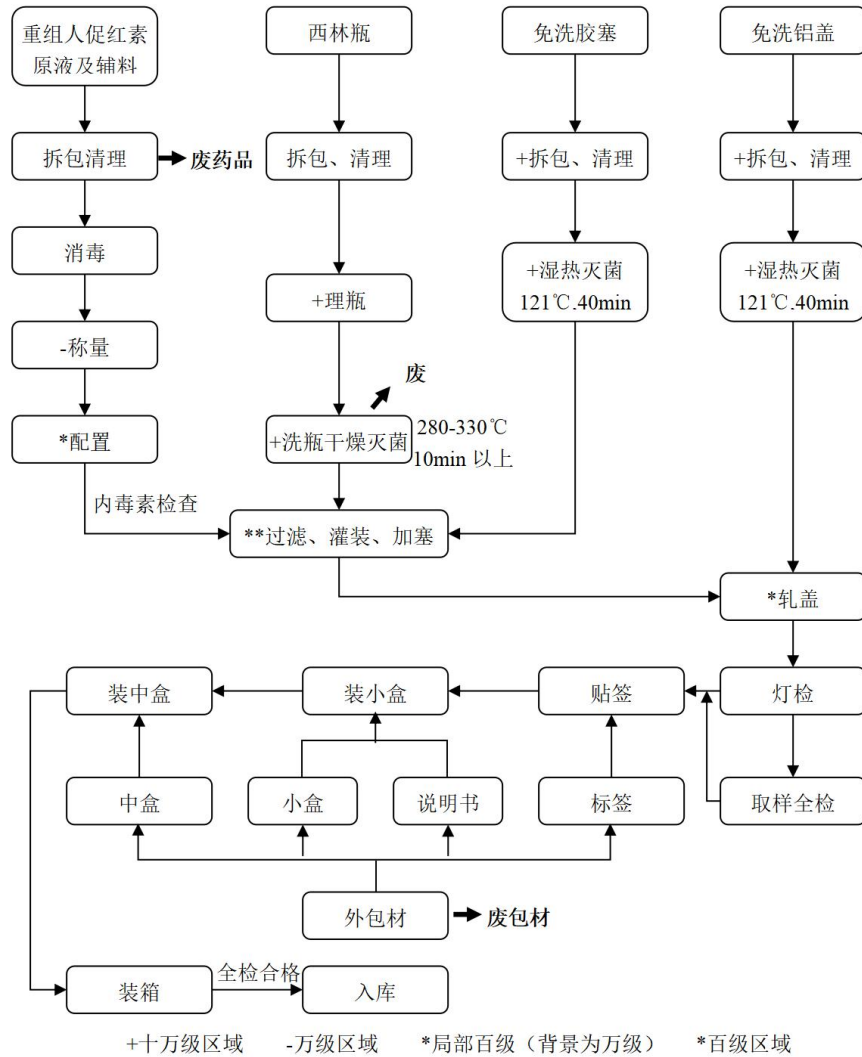 重组人促红素
原液及辅料
西林瓶
免洗胶塞
免洗铝盖
拆包清理
废药品
拆包、清理
+拆包、清理
+拆包、清理
消毒
+理瓶
+湿热灭菌
121℃.40min
+湿热灭菌
121℃.40min
-称量
废
*配置
+洗瓶干燥灭菌
280-330℃
10min 以上
内毒素检查
**过滤、灌装、加塞
*轧盖
装中盒
装小盒
贴签
灯检
中盒
小盒
说明书
标签
取样全检
外包材
废包材
装箱
全检合格
入库
+十万级区域 -万级区域 *局部百级（背景为万级） *百级区域